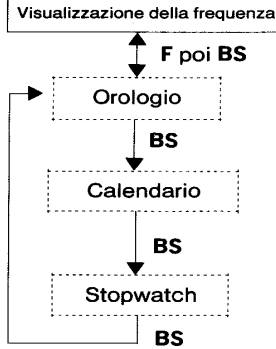 Visualizzazione della frequenza
F poi BS
Orologio
BS
Calendario
BS
Stopwatch
BS